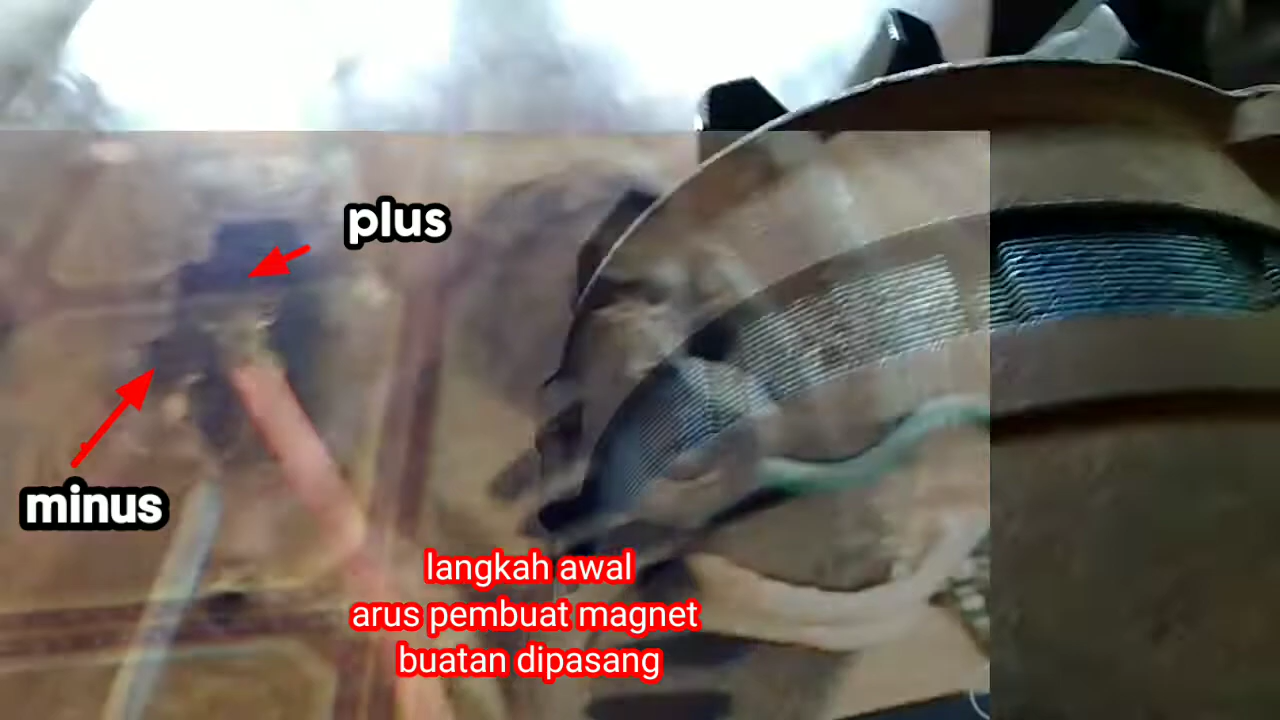 plus
minus
langkah awal
arus pembuat magnet
buatan dipasang